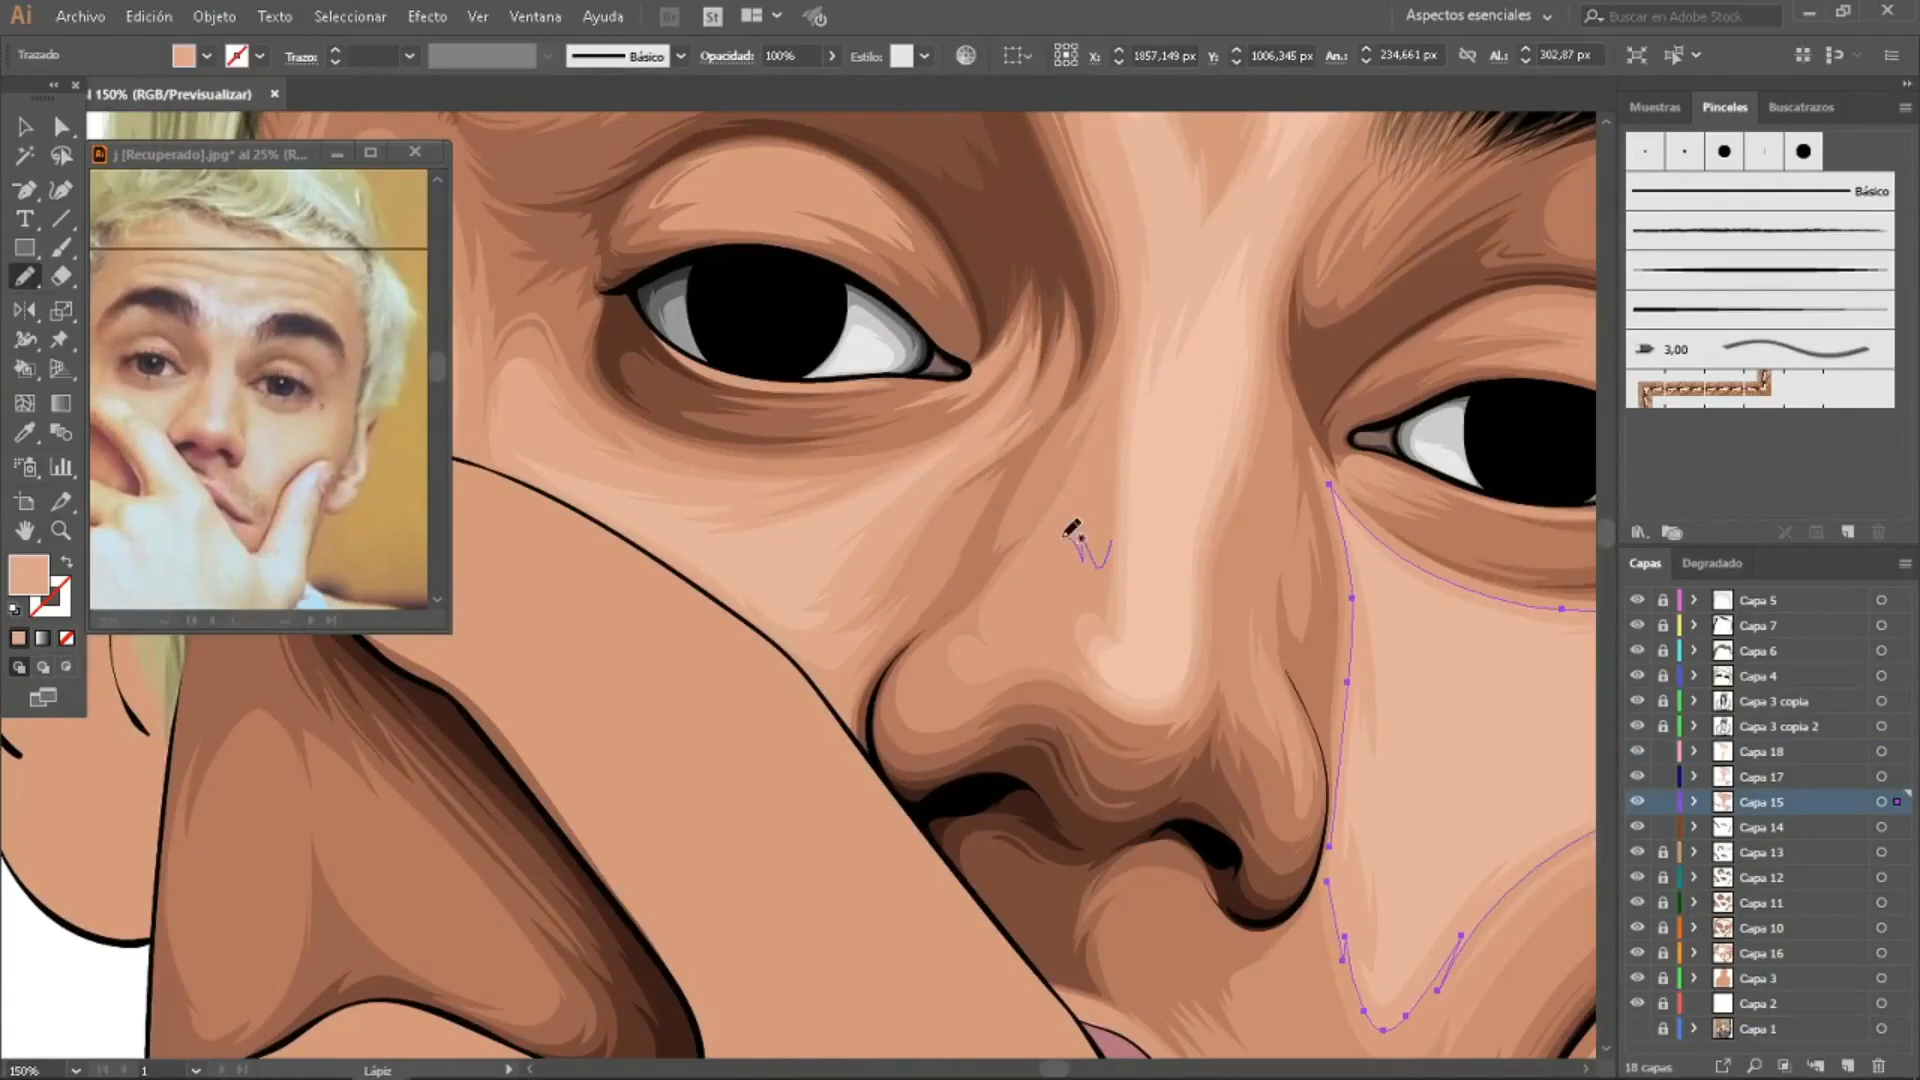 Ai Archivo Edición Objeto Texto Seleccionar Efecto Ver Ventana Ayuda Br St Aspectos esenciales Buscar en Adobe Stock
Trazado Trazo: Básico Opacidad: 100% Estilo: X: 1857,149 px Y: 1006,345 px An.: 234,661 px Al.: 302,87 px
l 150% (RGB/Previsualizar)
j [Recuperado].jpg* al 25% (R...
Muestras Pinceles Buscatrazos
Básico
3,00
Capas Degradado
Capa 5
Capa 7
Capa 6
Capa 4
Capa 3 copia
Capa 3 copia 2
Capa 18
Capa 17
Capa 15
Capa 14
Capa 13
Capa 12
Capa 11
Capa 10
Capa 16
Capa 3
Capa 2
Capa 1
18 capas
150% 1 Lápiz